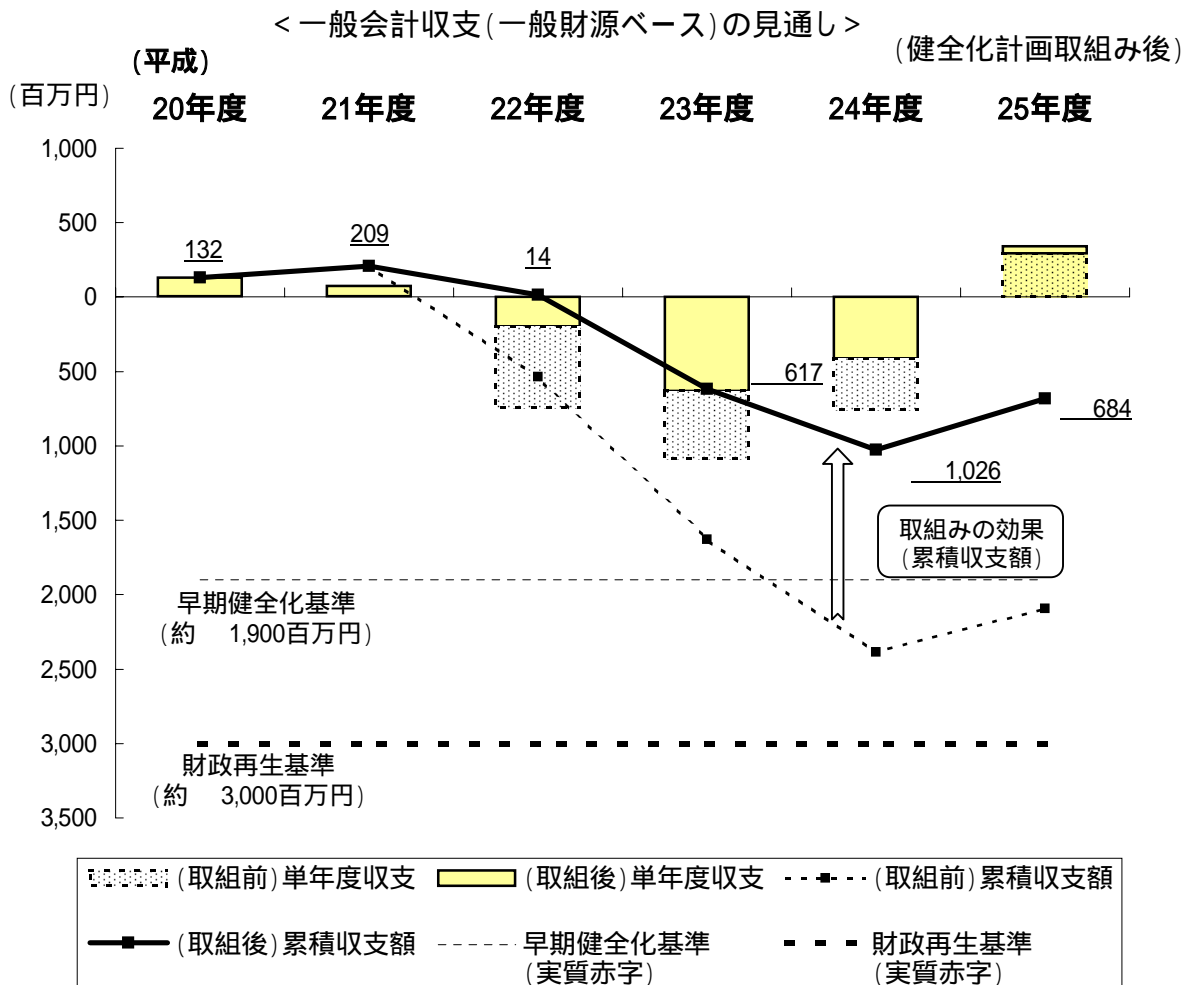 <一般会計収支(一般財源ベース)の見通し>
(健全化計画取組み後)
(平成)
(百万円)
20年度 21年度 22年度 23年度 24年度 25年度
1,000
500
0
500
1,000
1,500
2,000
2,500
3,000
3,500
132
209
14
617
1,026
684
取組みの効果
(累積収支額)
早期健全化基準
(約 1,900百万円)
財政再生基準
(約 3,000百万円)
(取組前)単年度収支 (取組後)単年度収支 (取組前)累積収支額
(取組後)累積収支額 早期健全化基準 財政再生基準
(実質赤字) (実質赤字)